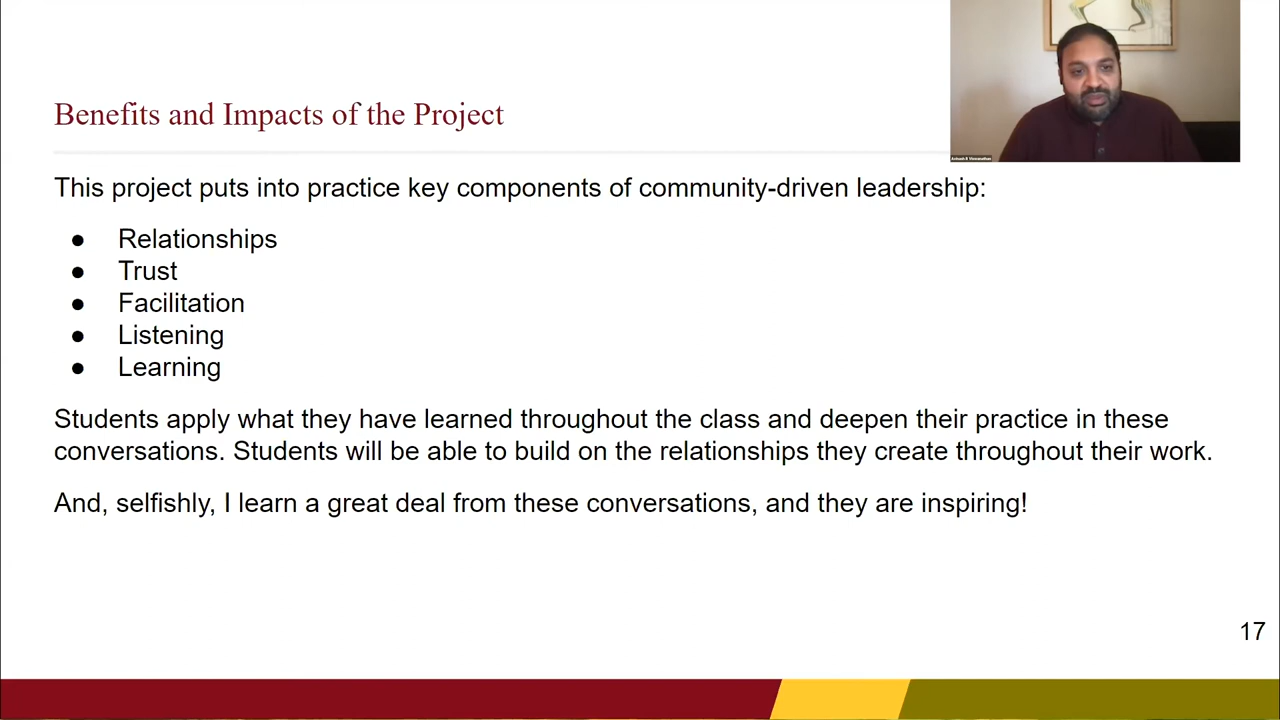 Benefits and Impacts of the Project
This project puts into practice key components of community-driven leadership:
● Relationships
● Trust
● Facilitation
● Listening
● Learning
Students apply what they have learned throughout the class and deepen their practice in these
conversations. Students will be able to build on the relationships they create throughout their work.
And, selfishly, I learn a great deal from these conversations, and they are inspiring!
17